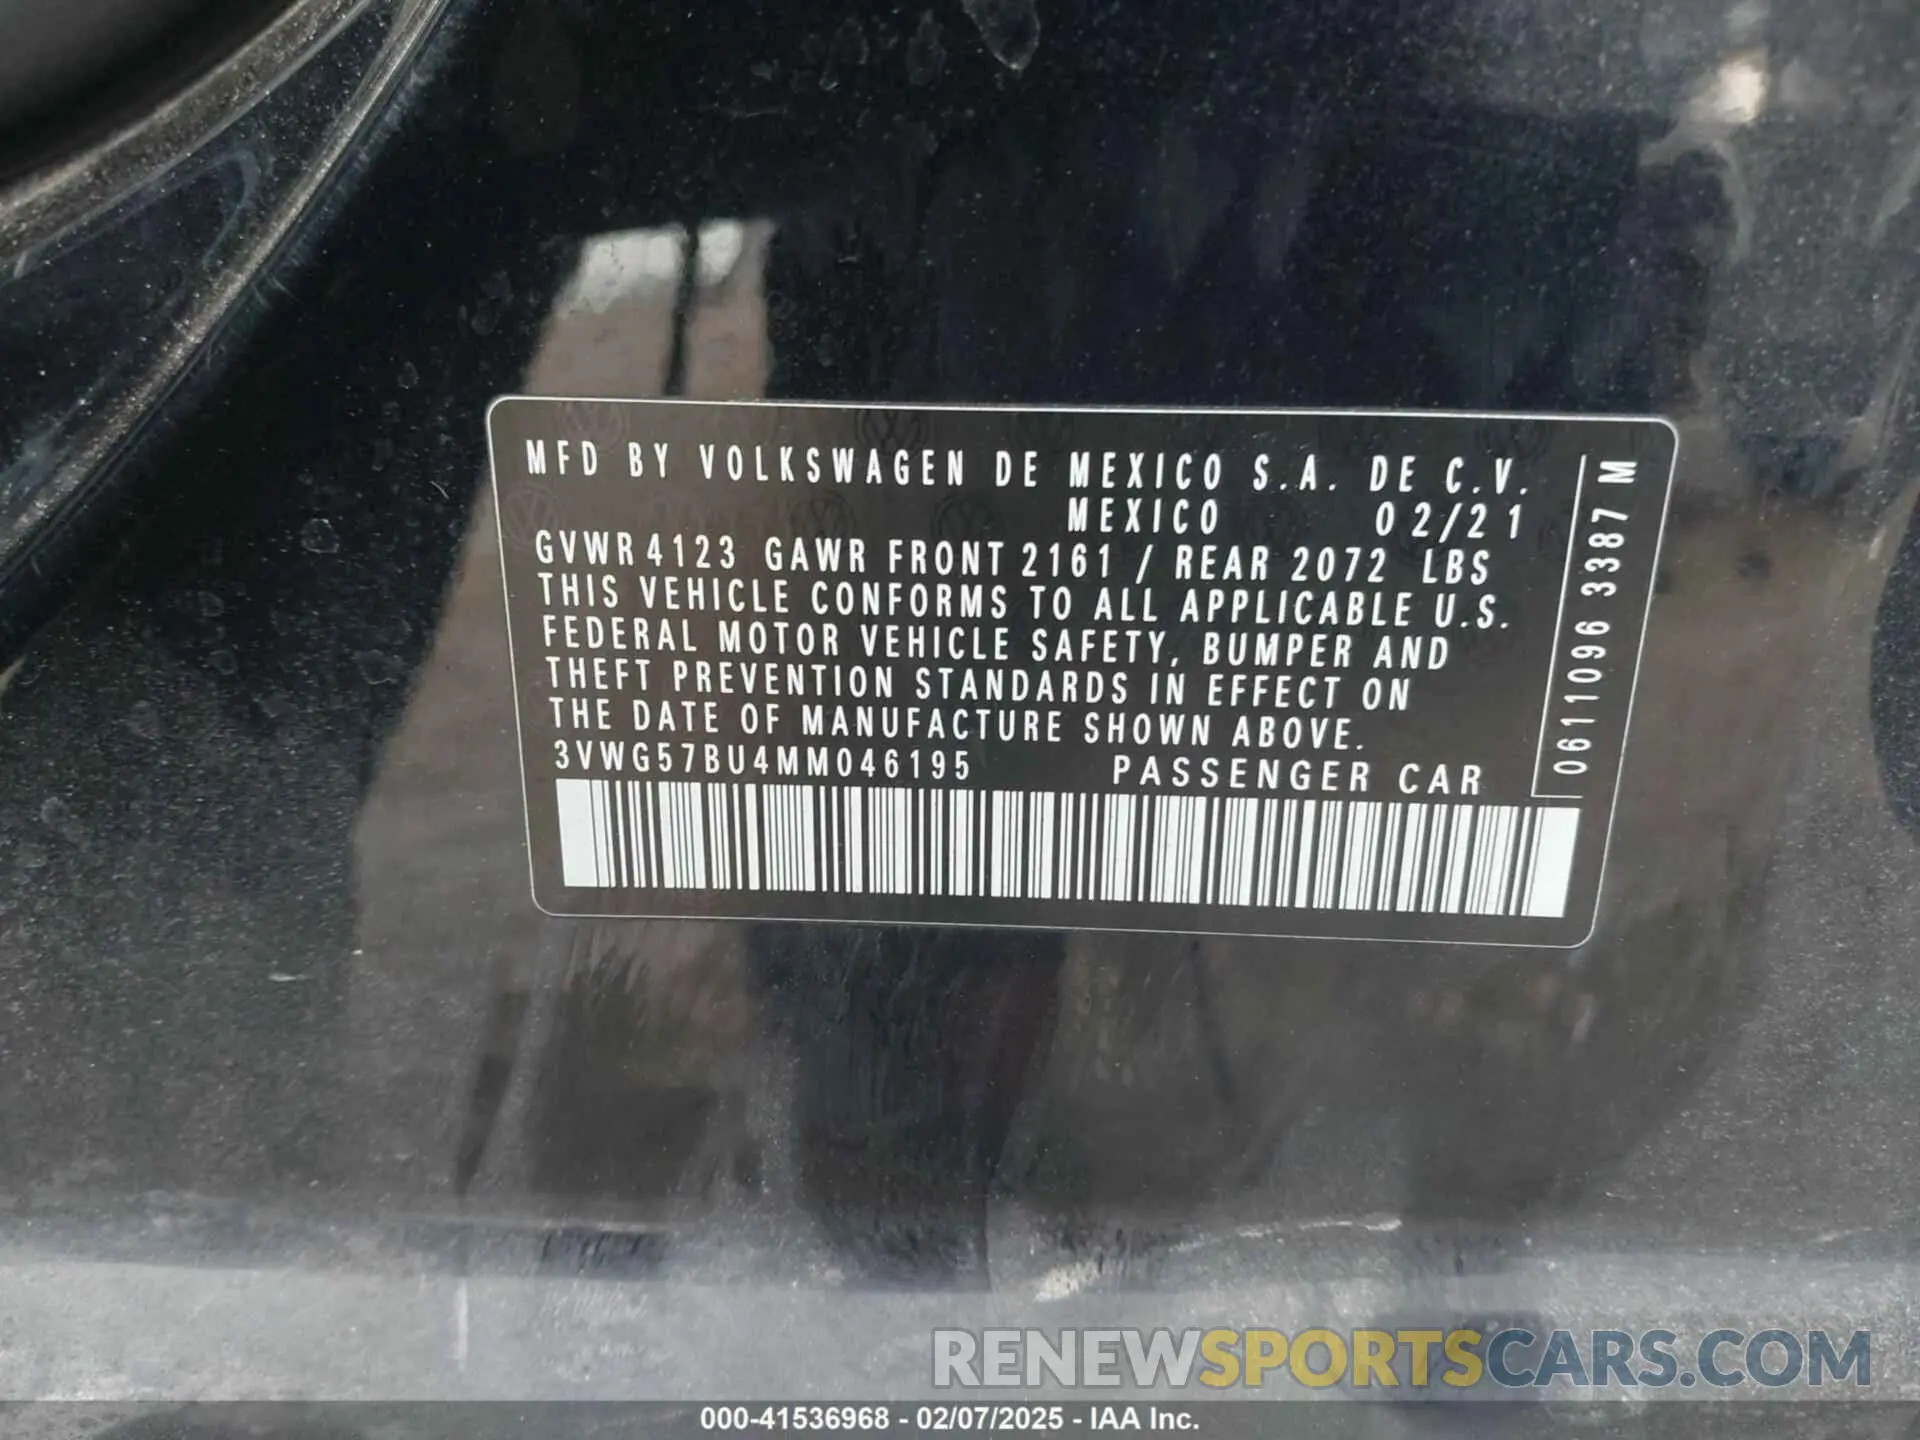 MFD BY VOLKSWAGEN DE MEXICO S.A. DE C.V.
MEXICO 02/21
GVWR 4123 GAWR FRONT 2161 / REAR 2072 LBS
THIS VEHICLE CONFORMS TO ALL APPLICABLE U.S.
FEDERAL MOTOR VEHICLE SAFETY, BUMPER AND
THEFT PREVENTION STANDARDS IN EFFECT ON
THE DATE OF MANUFACTURE SHOWN ABOVE.
3VWG57BU4MM046195 PASSENGER CAR
0611096 3387 M
RENEWSPORTSCARS.COM
000-41536968 - 02/07/2025 - IAA Inc.